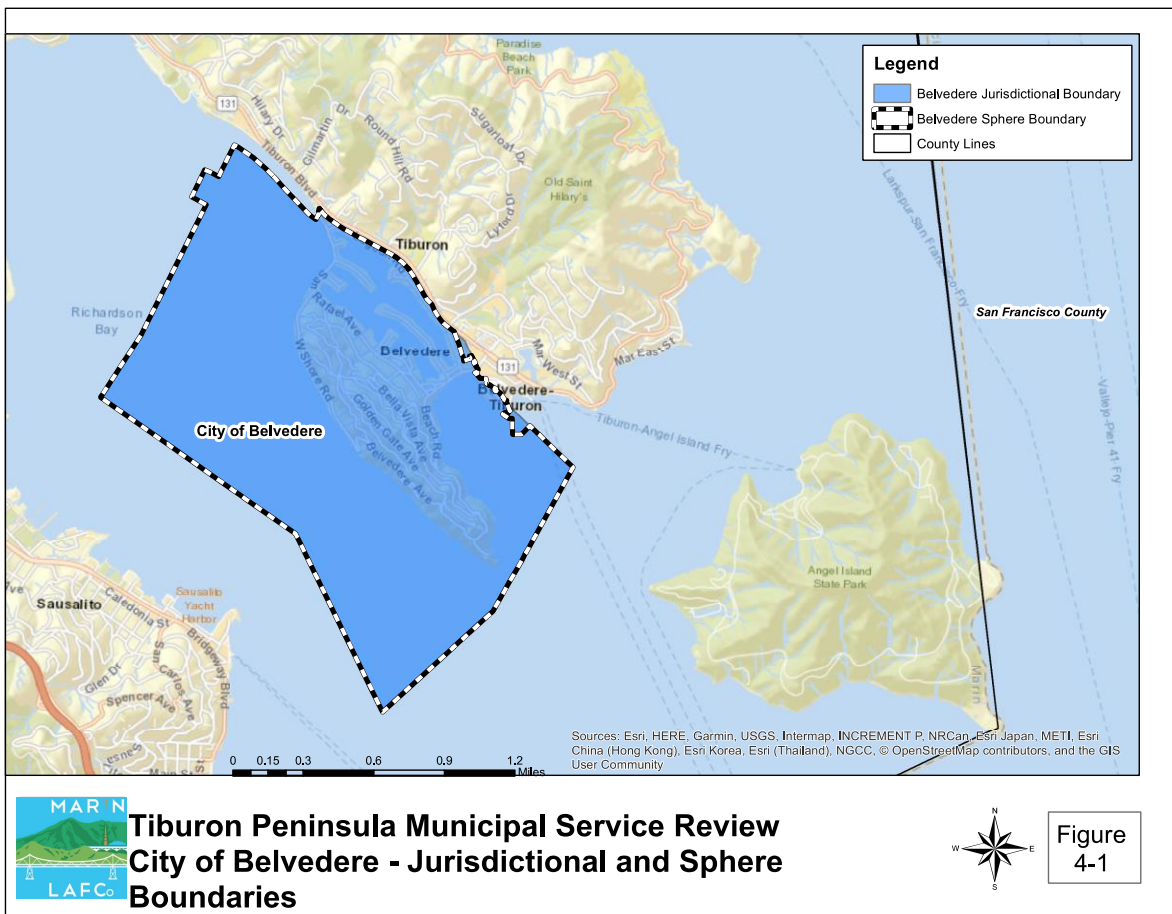 Legend
Belvedere Jurisdictional Boundary
Belvedere Sphere Boundary
County Lines
Paradise
Beach
Park
131
Hilary Dr
Gilmartin
Dr
Round Hill Rd
Sugarloaf Dr
Tiburon Blvd
Old Saint
Hilary's
Lyford Dr
Tiburon
Larkspur-San Francisco Fry
San Francisco County
Richardson
Bay
San
Rafael Ave
W Shore Rd
Belvedere
131
Mar West St
Mar East St
Belvedere-
Tiburon
Bella Vista Ave
Beach Rd
Golden Gate Ave
Belvedere Ave
City of Belvedere
Tiburon-Angel Island Fry
Vallejo-Pier 41 Fry
Angel Island
State Park
Marin
Sausalito
Caledonia St
Sausalito
Yacht
Harbor
Bridgeway Blvd
San
Carlos Ave
Glen Dr
Spencer Ave
Main St
Sources: Esri, HERE, Garmin, USGS, Intermap, INCREMENT P, NRCan, Esri Japan, METI, Esri
China (Hong Kong), Esri Korea, Esri (Thailand), NGCC, © OpenStreetMap contributors, and the GIS
User Community
0 0.15 0.3 0.6 0.9 1.2
Miles
MARIN
LAFCo
Tiburon Peninsula Municipal Service Review
City of Belvedere - Jurisdictional and Sphere
Boundaries
N
W E
S
Figure
4-1